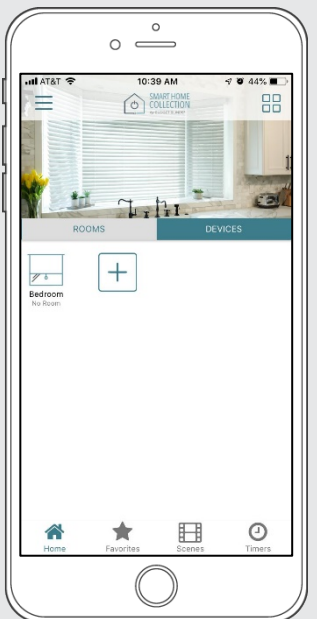 AT&T 10:39 AM 44%
SMART HOME
COLLECTION
ROOMS DEVICES
Bedroom
No Room
Home Favorites Scenes Timers